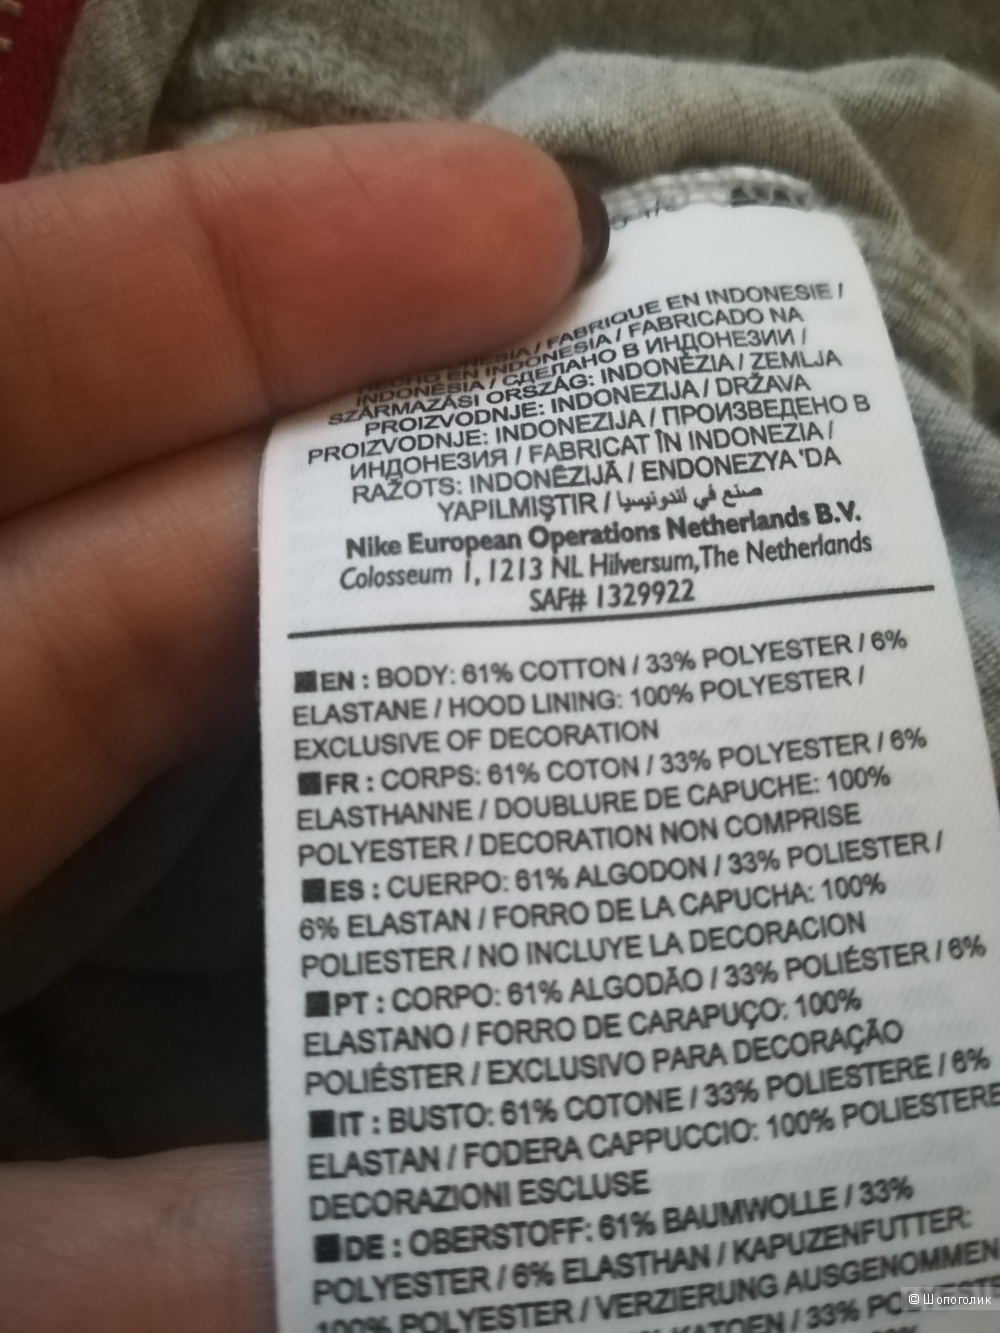 FABRIQUE EN INDONESIE /
HECHO EN INDONESIA / FABRICADO NA
INDONÉSIA / СДЕЛАНО В ИНДОНЕЗИИ /
SZÁRMAZÁSI ORSZÁG: INDONÉZIA / ZEMLJA
PROIZVODNJE: INDONEZIJA / DRŽAVA
PROIZVODNJE: INDONEZIJA / ПРОИЗВЕДЕНО В
ИНДОНЕЗИЯ / FABRICAT ÎN INDONEZIA /
RAŽOTS: INDONĒZIJĀ / ENDONEZYA'DA
YAPILMIŞTIR / صنع في اندونيسيا
Nike European Operations Netherlands B.V.
Colosseum 1, 1213 NL Hilversum, The Netherlands
SAF# 1329922
EN : BODY: 61% COTTON / 33% POLYESTER / 6%
ELASTANE / HOOD LINING: 100% POLYESTER /
EXCLUSIVE OF DECORATION
FR : CORPS: 61% COTON / 33% POLYESTER / 6%
ELASTHANNE / DOUBLURE DE CAPUCHE: 100%
POLYESTER / DECORATION NON COMPRISE
ES : CUERPO: 61% ALGODON / 33% POLIESTER /
6% ELASTAN / FORRO DE LA CAPUCHA: 100%
POLIESTER / NO INCLUYE LA DECORACION
PT : CORPO: 61% ALGODÃO / 33% POLIÉSTER / 6%
ELASTANO / FORRO DE CARAPUÇO: 100%
POLIÉSTER / EXCLUSIVO PARA DECORAÇÃO
IT : BUSTO: 61% COTONE / 33% POLIESTERE / 6%
ELASTAN / FODERA CAPPUCCIO: 100% POLIESTERE
DECORAZIONI ESCLUSE
DE : OBERSTOFF: 61% BAUMWOLLE / 33%
POLYESTER / 6% ELASTHAN / KAPUZENFUTTER:
100% POLYESTER / VERZIERUNG AUSGENOMMEN
KATOEN / 33%
© Шопоголик